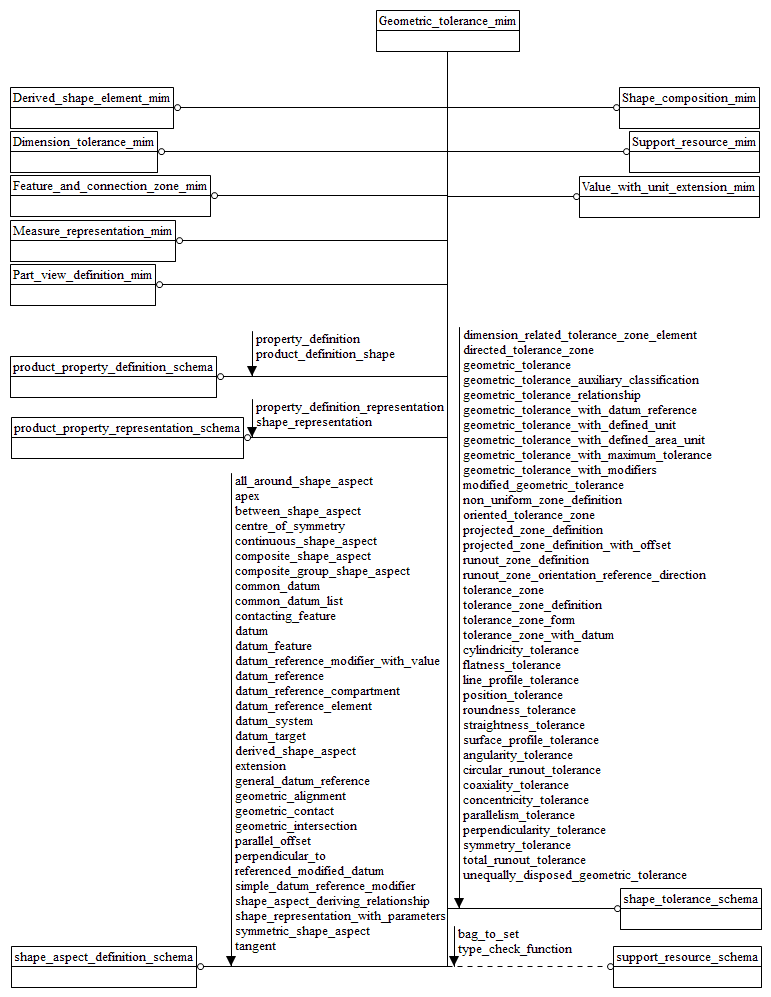 Geometric_tolerance_mim
Derived_shape_element_mim
Shape_composition_mim
Dimension_tolerance_mim
Support_resource_mim
Feature_and_connection_zone_mim
Value_with_unit_extension_mim
Measure_representation_mim
Part_view_definition_mim
property_definition
product_definition_shape
product_property_definition_schema
property_definition_representation
shape_representation
product_property_representation_schema
dimension_related_tolerance_zone_element
directed_tolerance_zone
geometric_tolerance
geometric_tolerance_auxiliary_classification
geometric_tolerance_relationship
geometric_tolerance_with_datum_reference
geometric_tolerance_with_defined_unit
geometric_tolerance_with_defined_area_unit
geometric_tolerance_with_maximum_tolerance
geometric_tolerance_with_modifiers
modified_geometric_tolerance
non_uniform_zone_definition
oriented_tolerance_zone
projected_zone_definition
projected_zone_definition_with_offset
runout_zone_definition
runout_zone_orientation_reference_direction
tolerance_zone
tolerance_zone_definition
tolerance_zone_form
tolerance_zone_with_datum
cylindricity_tolerance
flatness_tolerance
line_profile_tolerance
position_tolerance
roundness_tolerance
straightness_tolerance
surface_profile_tolerance
angularity_tolerance
circular_runout_tolerance
coaxiality_tolerance
concentricity_tolerance
parallelism_tolerance
perpendicularity_tolerance
symmetry_tolerance
total_runout_tolerance
unequally_disposed_geometric_tolerance
shape_tolerance_schema
all_around_shape_aspect
apex
between_shape_aspect
centre_of_symmetry
continuous_shape_aspect
composite_shape_aspect
composite_group_shape_aspect
common_datum
common_datum_list
contacting_feature
datum
datum_feature
datum_reference_modifier_with_value
datum_reference
datum_reference_compartment
datum_reference_element
datum_system
datum_target
derived_shape_aspect
extension
general_datum_reference
geometric_alignment
geometric_contact
geometric_intersection
parallel_offset
perpendicular_to
referenced_modified_datum
simple_datum_reference_modifier
shape_aspect_deriving_relationship
shape_representation_with_parameters
symmetric_shape_aspect
tangent
shape_aspect_definition_schema
bag_to_set
type_check_function
support_resource_schema